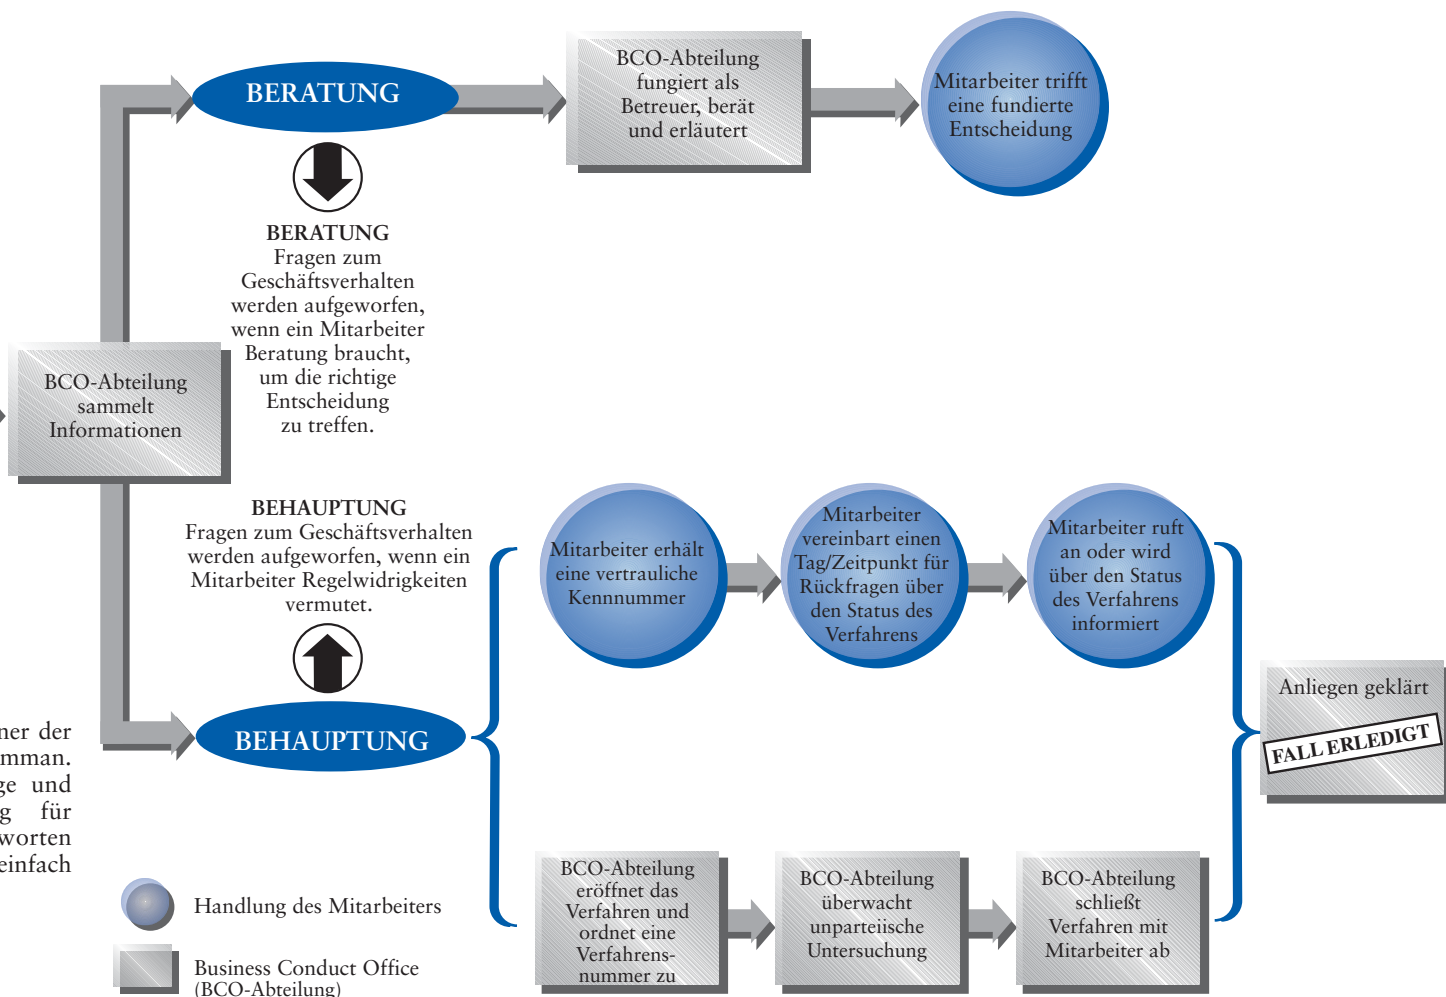 BERATUNG
BCO-Abteilung
fungiert als
Betreuer, berät
und erläutert
Mitarbeiter trifft
eine fundierte
Entscheidung
BERATUNG
Fragen zum
Geschäftsverhalten
werden aufgeworfen,
wenn ein Mitarbeiter
Beratung braucht,
um die richtige
Entscheidung
zu treffen.
BCO-Abteilung
sammelt
Informationen
BEHAUPTUNG
Fragen zum Geschäftsverhalten
werden aufgeworfen, wenn ein
Mitarbeiter Regelwidrigkeiten
vermutet.
BEHAUPTUNG
Mitarbeiter erhält
eine vertrauliche
Kennnummer
Mitarbeiter
vereinbart einen
Tag/Zeitpunkt für
Rückfragen über
den Status des
Verfahrens
Mitarbeiter ruft
an oder wird
über den Status
des Verfahrens
informiert
Anliegen geklärt
FALL ERLEDIGT
BCO-Abteilung
eröffnet das
Verfahren und
ordnet eine
Verfahrens-
nummer zu
BCO-Abteilung
überwacht
unparteiische
Untersuchung
BCO-Abteilung
schließt
Verfahren mit
Mitarbeiter ab
ner der
mman.
ge und
g für
worten
einfach
Handlung des Mitarbeiters
Business Conduct Office
(BCO-Abteilung)